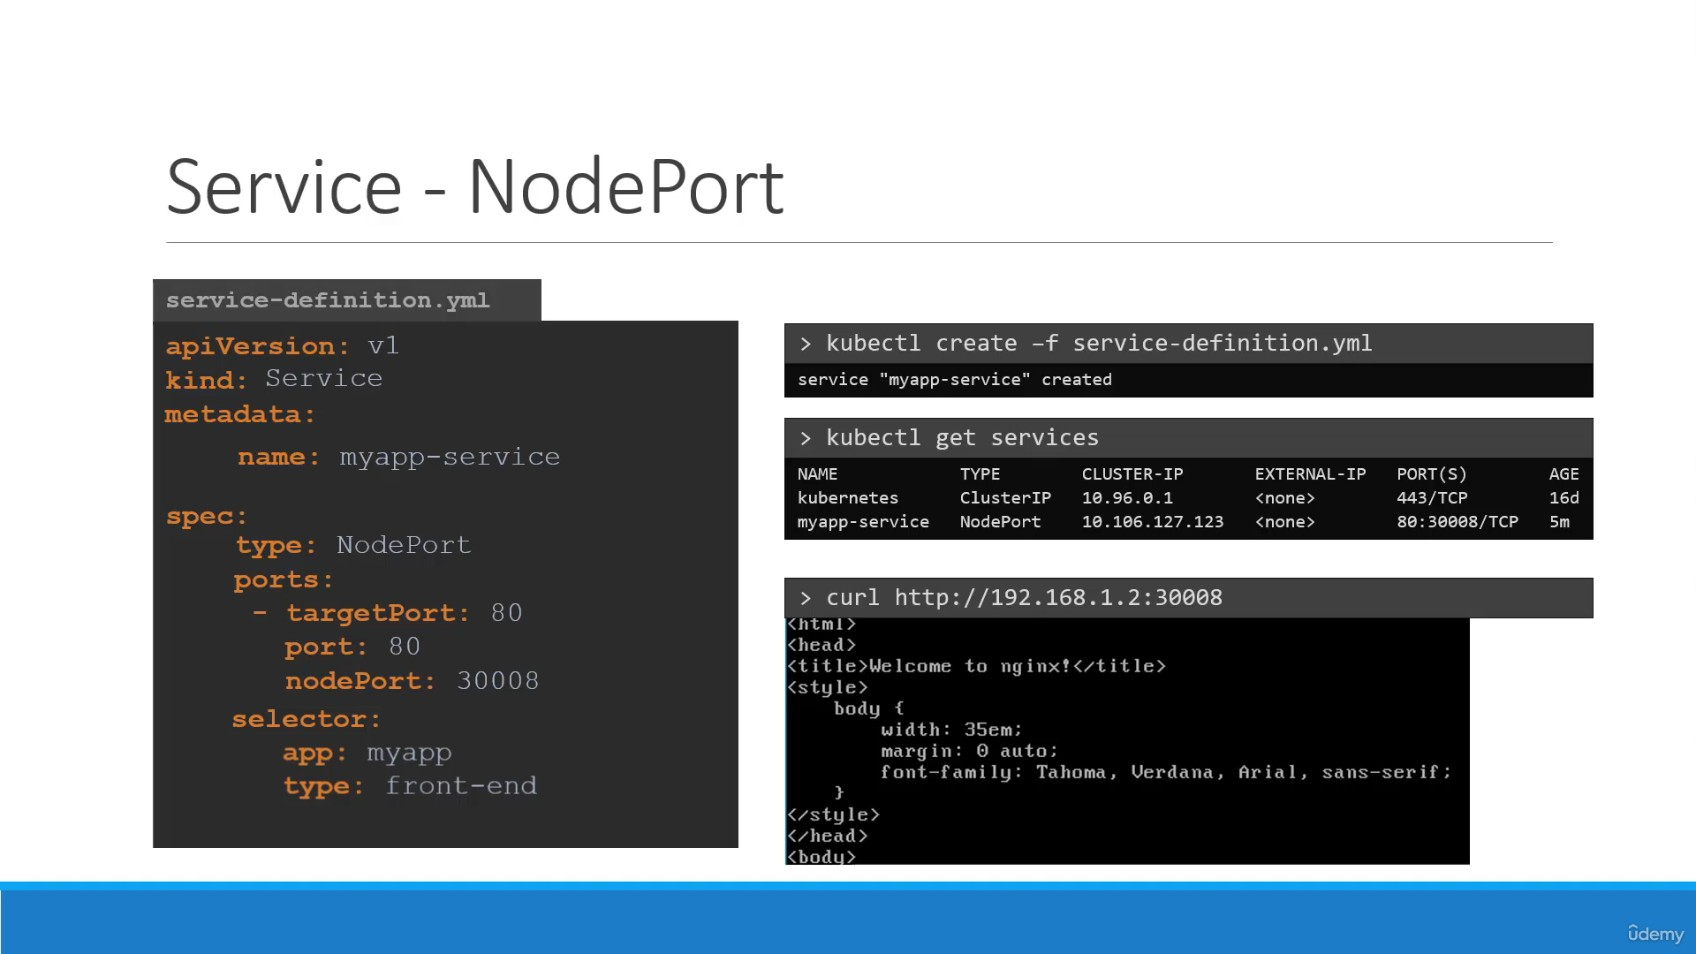 Service - NodePort
service-definition.yml
apiVersion: v1
kind: Service
metadata:
name: myapp-service
spec:
type: NodePort
ports:
- targetPort: 80
port: 80
nodePort: 30008
selector:
app: myapp
type: front-end
> kubectl create –f service-definition.yml
service "myapp-service" created
> kubectl get services
NAME TYPE CLUSTER-IP EXTERNAL-IP PORT(S) AGE
kubernetes ClusterIP 10.96.0.1 <none> 443/TCP 16d
myapp-service NodePort 10.106.127.123 <none> 80:30008/TCP 5m
> curl http://192.168.1.2:30008
<html>
<head>
<title>Welcome to nginx!</title>
<style>
body {
width: 35em;
margin: 0 auto;
font-family: Tahoma, Verdana, Arial, sans-serif;
}
</style>
</head>
<body>
ûdemy